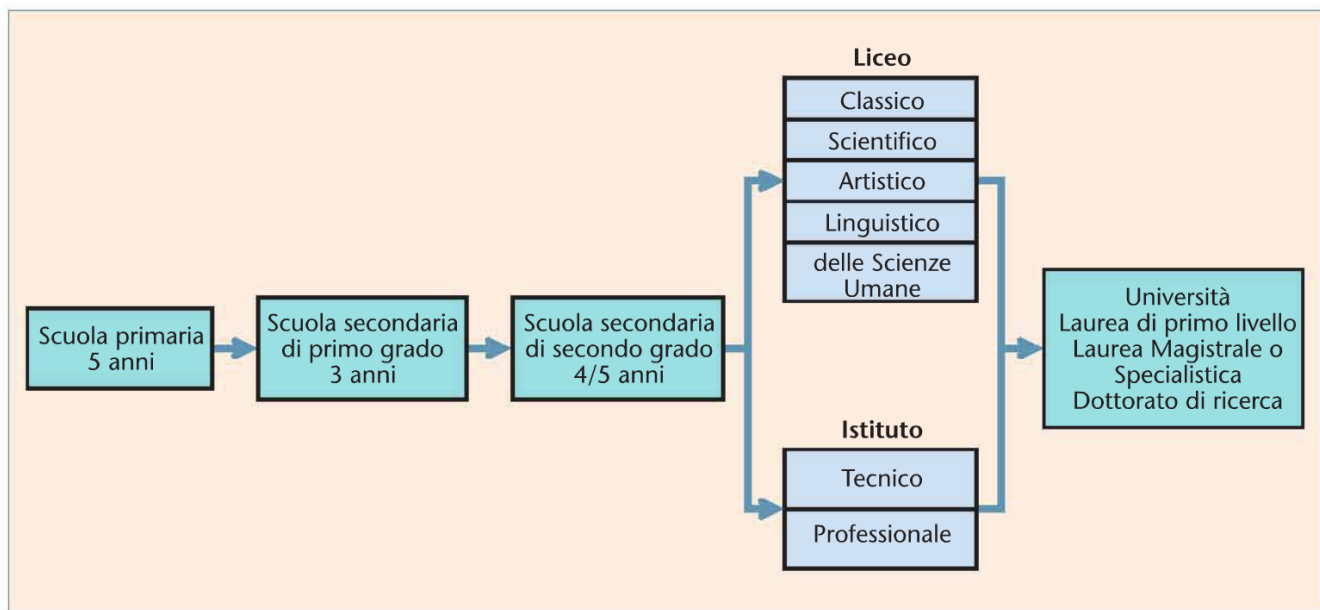 Scuola primaria
5 anni
Scuola secondaria
di primo grado
3 anni
Scuola secondaria
di secondo grado
4/5 anni
Liceo
Classico
Scientifico
Artistico
Linguistico
delle Scienze
Umane
Istituto
Tecnico
Professionale
Università
Laurea di primo livello
Laurea Magistrale o
Specialistica
Dottorato di ricerca